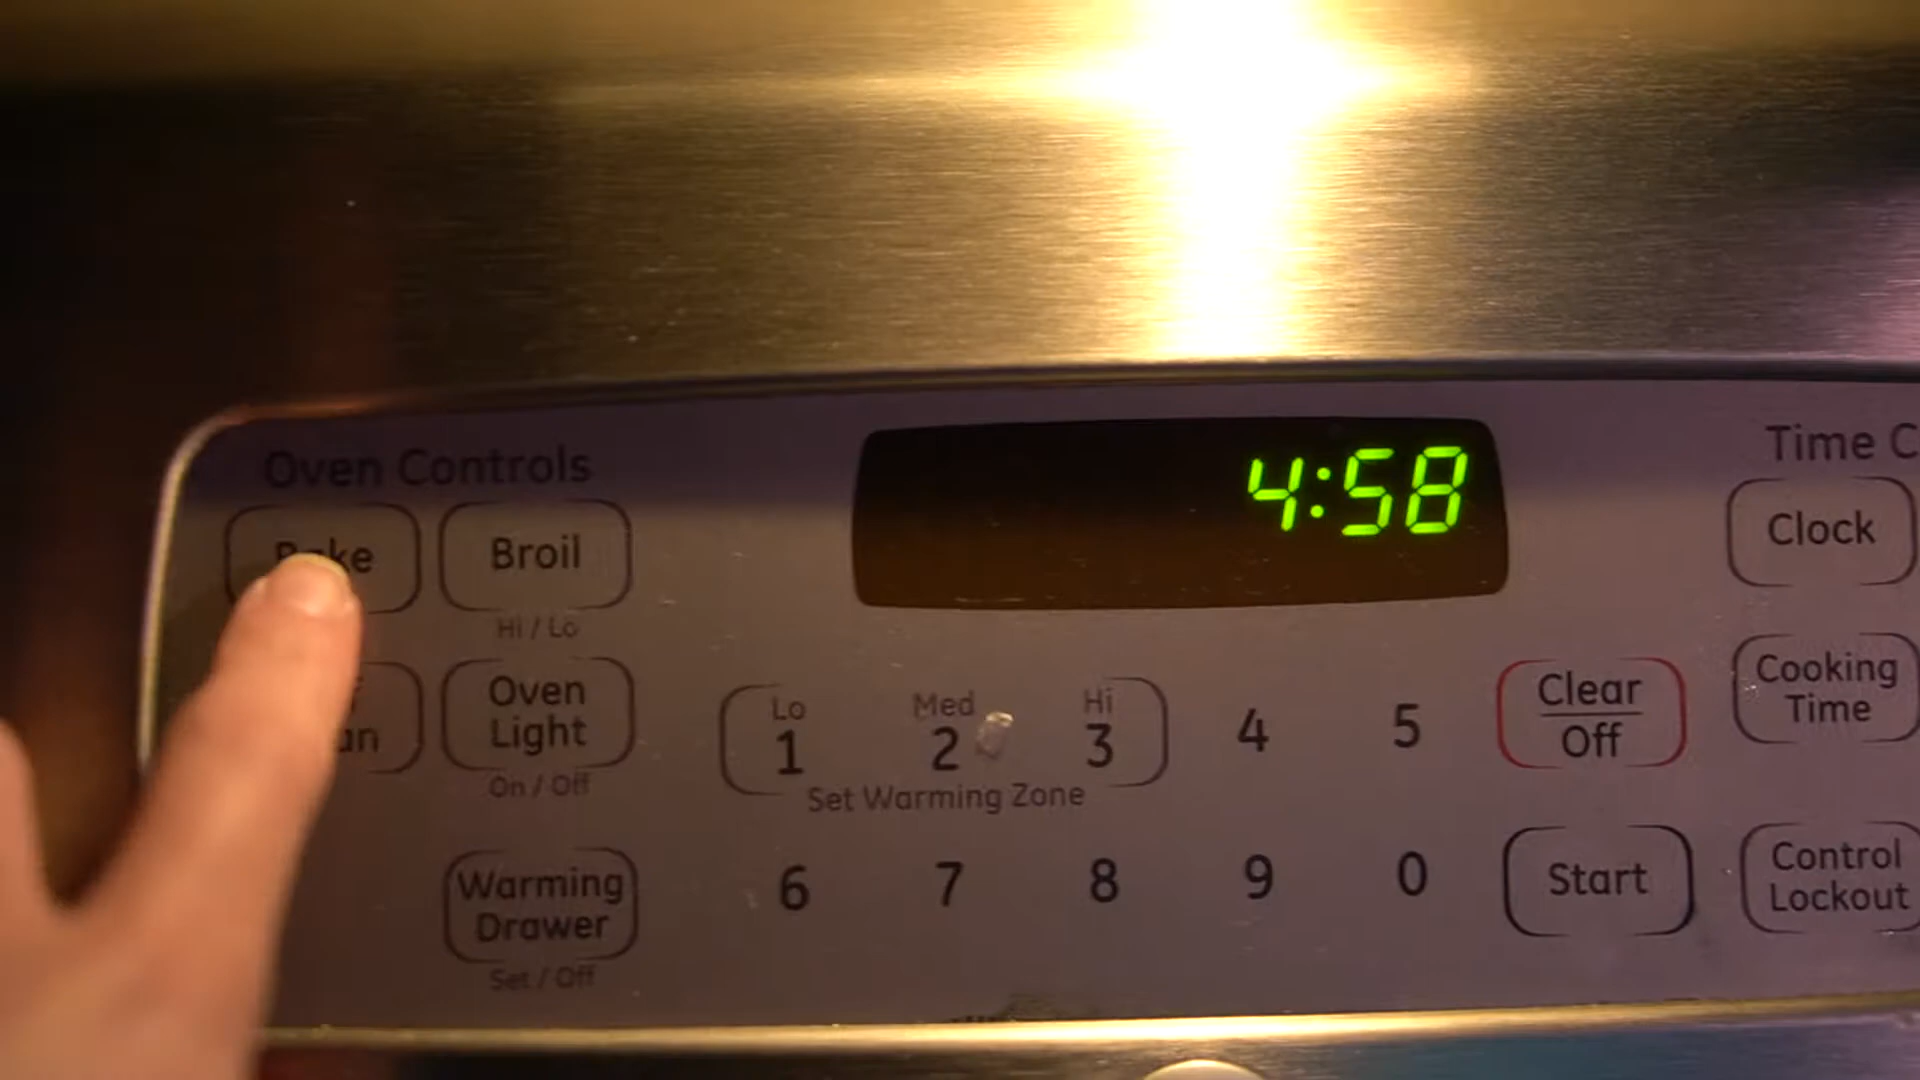 Oven Controls
4:58
Time C
Bake
Broil
Clock
Hi / Lo
Oven
Light
On / Off
Lo
Med
Hi
1
2
3
4
5
Set Warming Zone
Clear
Off
Cooking
Time
Warming
Drawer
Set / Off
6
7
8
9
0
Start
Control
Lockout